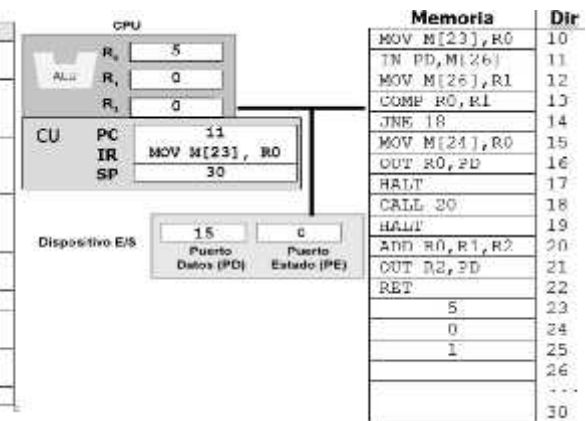 CPU
ALU
R₀ 5
R₁ 0
0
CU
PC 11
IR MOV M[23], R0
SP 30
Dispositivo E/S
15
Puerto
Datos (PD)
Puerto
Estado (PE)
Memoria Dir
MOV M[23],R0 10
IN PD,M[26] 11
MOV M[26],R1 12
COMP R0,R1 13
JNE 18 14
MOV M[24],R0 15
OUT R0,PD 16
HALT 17
CALL 20 18
HALT 19
ADD R0,R1,R2 20
OUT R2,PD 21
RET 22
5 23
0 24
1 25
26
...
30